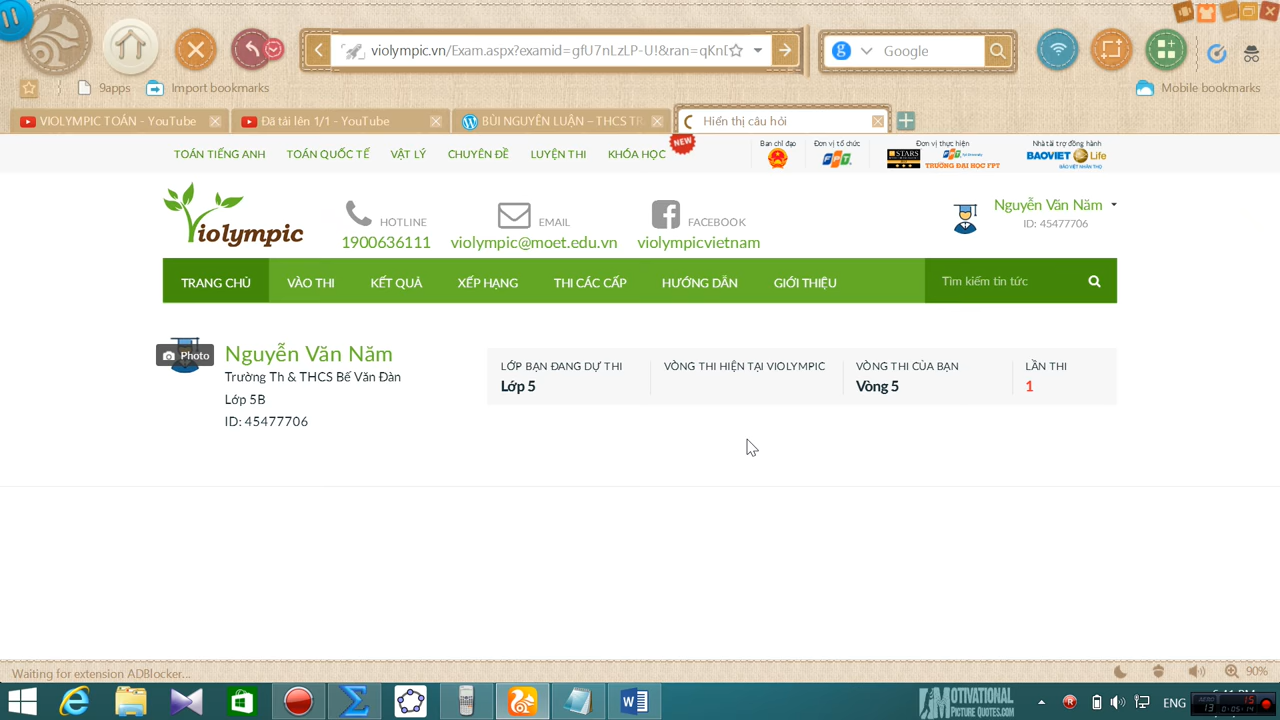 violympic.vn/Exam.aspx?examid=gfU7nLzLP-U!&ran=qKn
Google
9apps
Import bookmarks
Mobile bookmarks
VIOLYMPIC TOÁN - YouTube
Đã tải lên 1/1 - YouTube
BÙI NGUYÊN LUẬN – THCS TR
Hiển thị câu hỏi
TOÁN TIẾNG ANH
TOÁN QUỐC TẾ
VẬT LÝ
CHUYÊN ĐỀ
LUYỆN THI
KHÓA HỌC
NEW
Ban chỉ đạo
Đơn vị tổ chức
Đơn vị thực hiện
Nhà tài trợ đồng hành
FPT
STARS
TRƯỜNG ĐẠI HỌC FPT
BAOVIET Life
BẢO VIỆT NHÂN THỌ
Violympic
HOTLINE
1900636111
EMAIL
violympic@moet.edu.vn
FACEBOOK
violympicvietnam
Nguyễn Văn Năm
ID: 45477706
TRANG CHỦ
VÀO THI
KẾT QUẢ
XẾP HẠNG
THI CÁC CẤP
HƯỚNG DẪN
GIỚI THIỆU
Tìm kiếm tin tức
Photo
Nguyễn Văn Năm
Trường Th & THCS Bế Văn Đàn
Lớp 5B
ID: 45477706
LỚP BẠN ĐANG DỰ THI
Lớp 5
VÒNG THI HIỆN TẠI VIOLYMPIC
VÒNG THI CỦA BẠN
Vòng 5
LẦN THI
1
Waiting for extension ADBlocker...
90%
MOTIVATIONAL
PICTURE QUOTES.COM
ENG